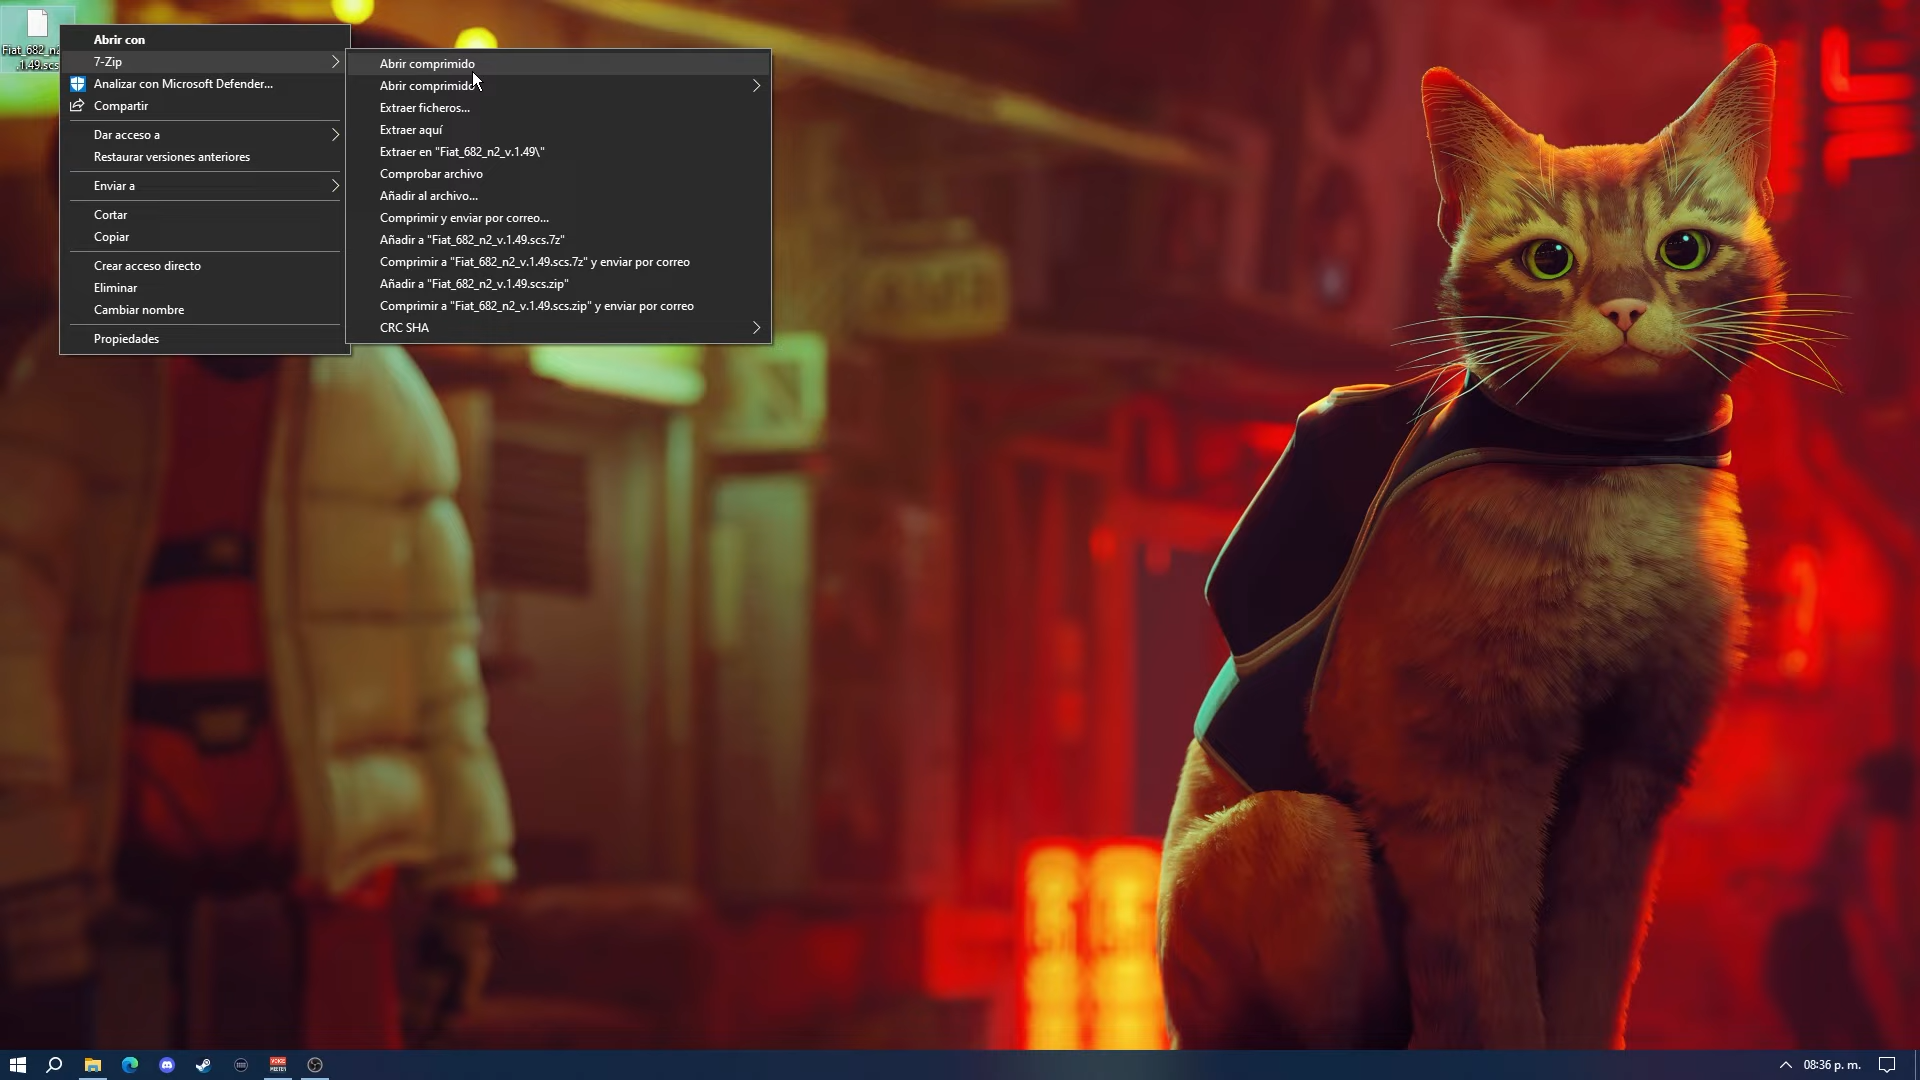 Fiat_682_n2
.1.49.scs
Abrir con
7-Zip
Analizar con Microsoft Defender...
Compartir
Dar acceso a
Restaurar versiones anteriores
Enviar a
Cortar
Copiar
Crear acceso directo
Eliminar
Cambiar nombre
Propiedades
Abrir comprimido
Abrir comprimido
Extraer ficheros...
Extraer aquí
Extraer en "Fiat_682_n2_v.1.49\"
Comprobar archivo
Añadir al archivo...
Comprimir y enviar por correo...
Añadir a "Fiat_682_n2_v.1.49.scs.7z"
Comprimir a "Fiat_682_n2_v.1.49.scs.7z" y enviar por correo
Añadir a "Fiat_682_n2_v.1.49.scs.zip"
Comprimir a "Fiat_682_n2_v.1.49.scs.zip" y enviar por correo
CRC SHA
VOICE
MEETER
08:36 p. m.